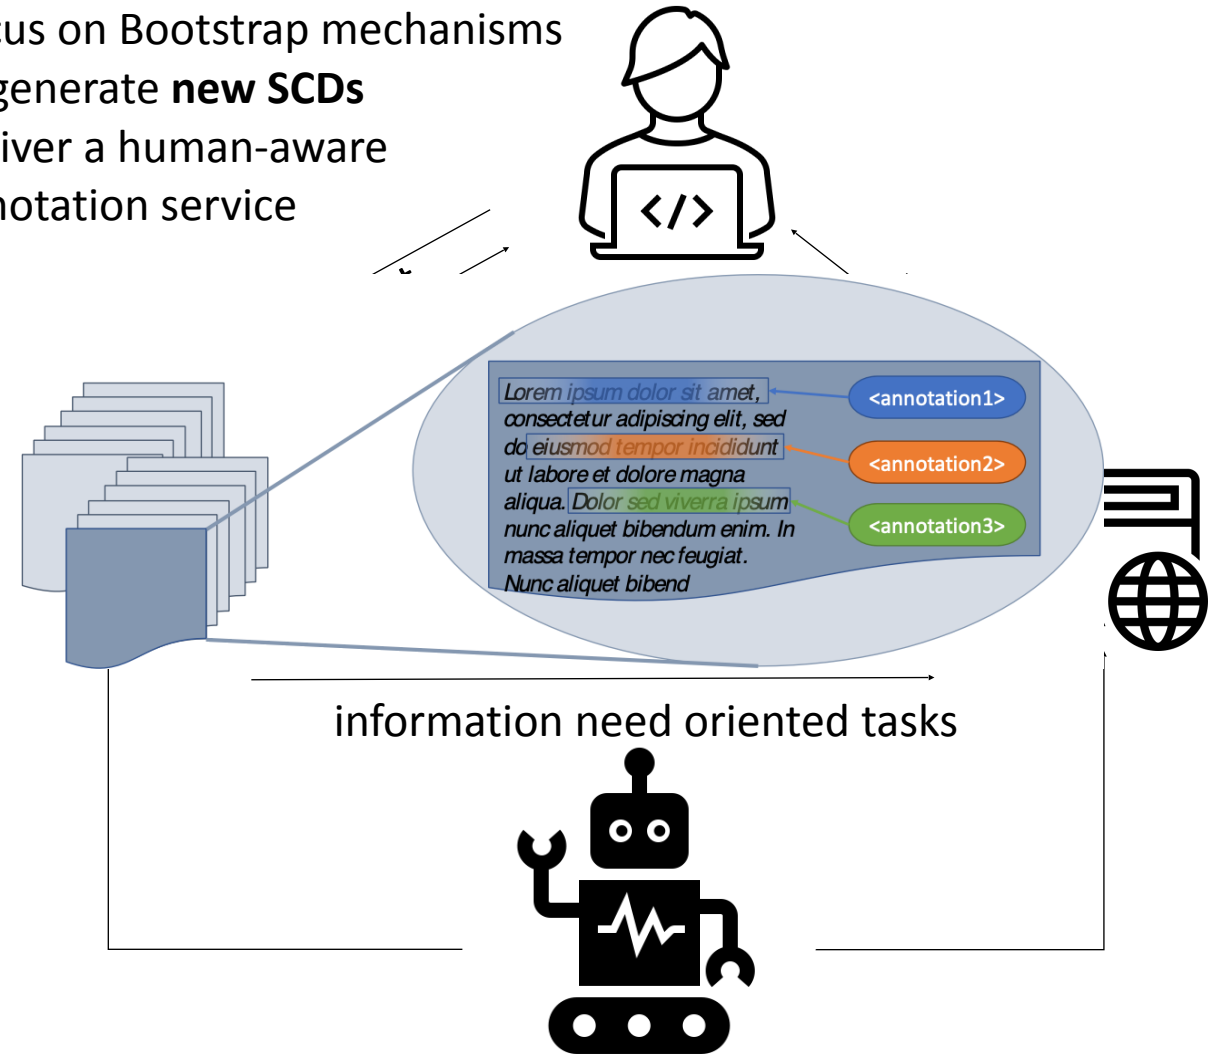 cus on Bootstrap mechanisms
generate new SCDs
iver a human-aware
notation service
</>
Lorem ipsum dolor sit amet,
consectetur adipiscing elit, sed
do eiusmod tempor incididunt
ut labore et dolore magna
aliqua. Dolor sed viverra ipsum
nunc aliquet bibendum enim. In
massa tempor nec feugiat.
Nunc aliquet bibend
<annotation1>
<annotation2>
<annotation3>
information need oriented tasks